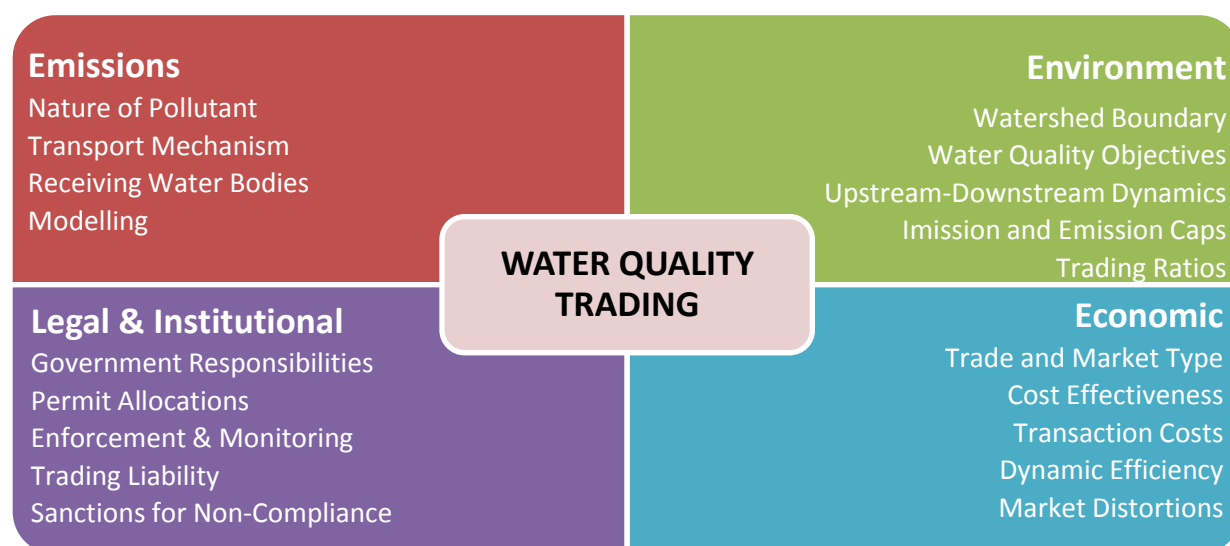 Emissions
Nature of Pollutant
Transport Mechanism
Receiving Water Bodies
Modelling
Environment
Watershed Boundary
Water Quality Objectives
Upstream-Downstream Dynamics
Imission and Emission Caps
Trading Ratios
WATER QUALITY
TRADING
Legal & Institutional
Government Responsibilities
Permit Allocations
Enforcement & Monitoring
Trading Liability
Sanctions for Non-Compliance
Economic
Trade and Market Type
Cost Effectiveness
Transaction Costs
Dynamic Efficiency
Market Distortions